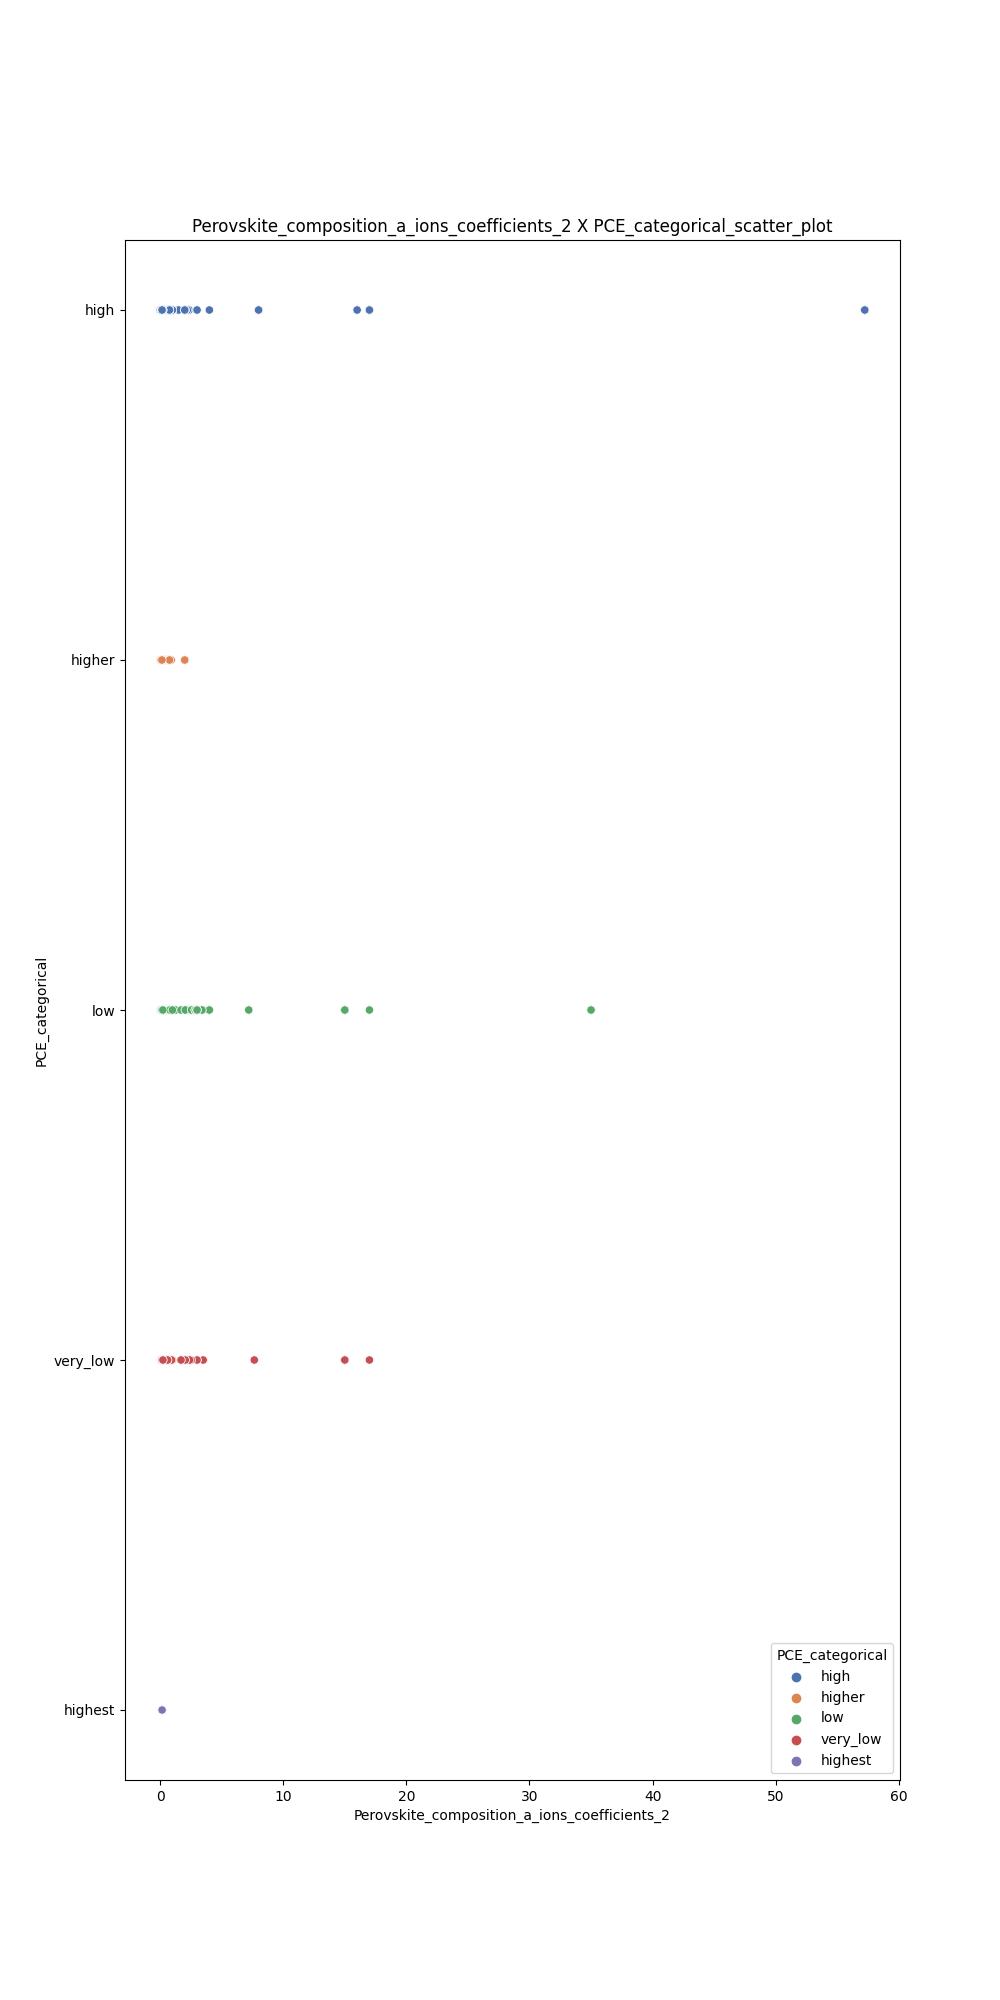 Perovskite_composition_a_ions_coefficients_2 X PCE_categorical_scatter_plot
high
higher
low
very_low
highest
PCE_categorical
PCE_categorical
high
higher
low
very_low
highest
0 10 20 30 40 50 60
Perovskite_composition_a_ions_coefficients_2